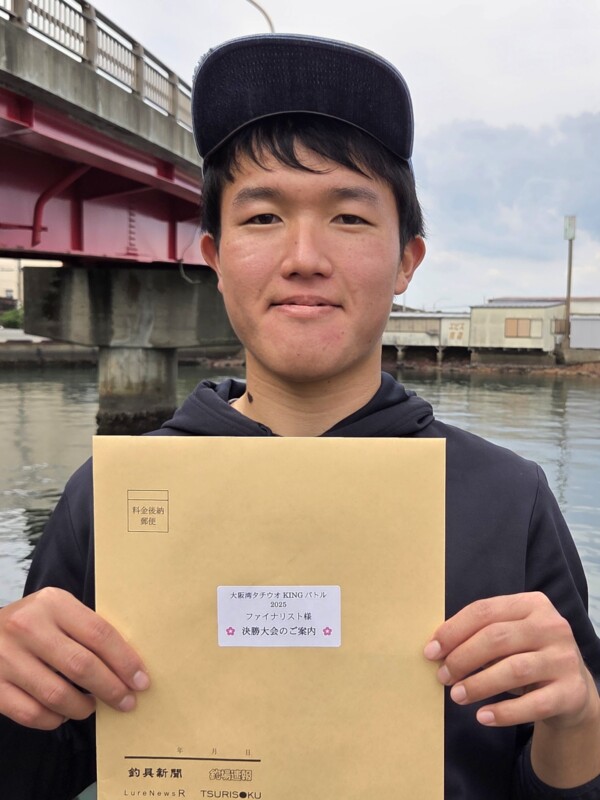 料金後納
郵便
大阪湾タチウオKINGバトル
2025
ファイナリスト様
決勝大会のご案内
年 月 日
釣具新聞 釣場速報
LureNewsR TSURISOKU